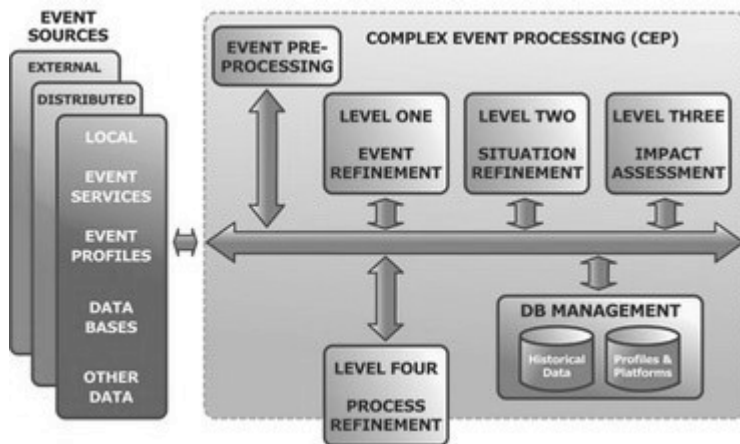 EVENT
SOURCES
EXTERNAL
DISTRIBUTED
LOCAL
EVENT
SERVICES
EVENT
PROFILES
DATA
BASES
OTHER
DATA
COMPLEX EVENT PROCESSING (CEP)
EVENT PRE-
PROCESSING
LEVEL ONE
EVENT
REFINEMENT
LEVEL TWO
SITUATION
REFINEMENT
LEVEL THREE
IMPACT
ASSESSMENT
LEVEL FOUR
PROCESS
REFINEMENT
DB MANAGEMENT
Historical
Data
Profiles &
Platforms